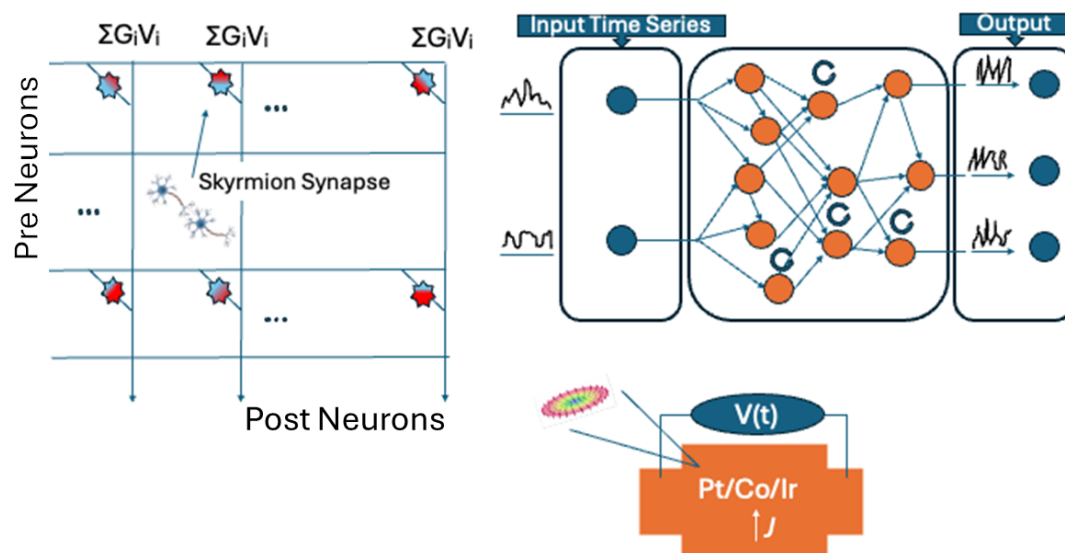 ΣGᵢVᵢ ΣGᵢVᵢ ΣGᵢVᵢ
Pre Neurons
...
Skyrmion Synapse
...
...
Post Neurons
Input Time Series
Output
V(t)
Pt/Co/Ir
J